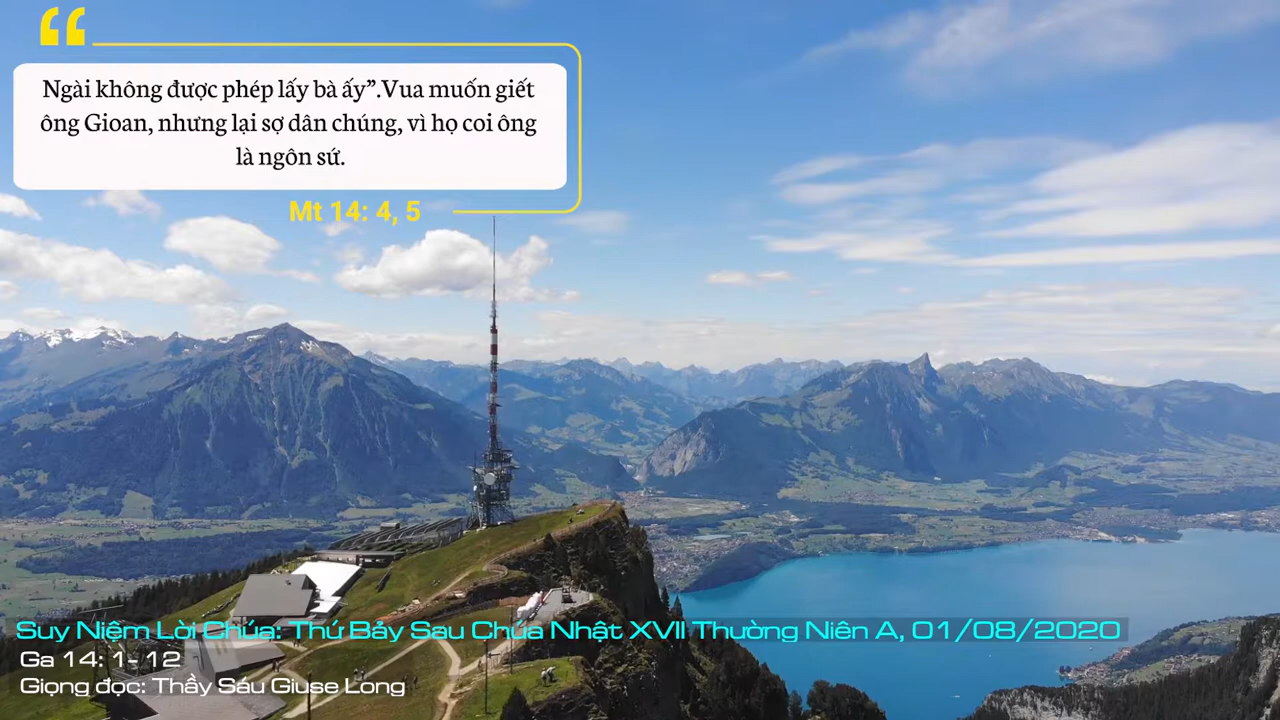 “
Ngài không được phép lấy bà ấy”.Vua muốn giết
ông Gioan, nhưng lại sợ dân chúng, vì họ coi ông
là ngôn sứ.
Mt 14: 4, 5
Suy Niệm Lời Chúa: Thứ Bảy Sau Chúa Nhật XVII Thường Niên A, 01/08/2020
Ga 14: 1- 12
Giọng đọc: Thầy Sáu Giuse Long